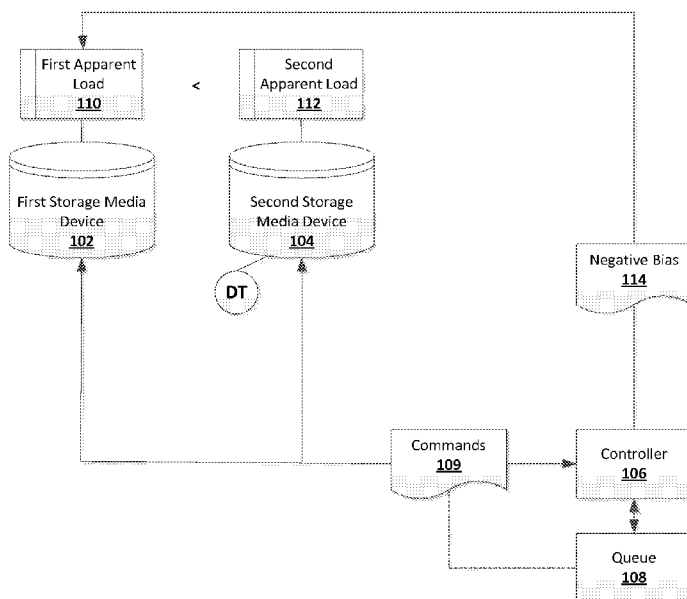 First Apparent
Load
110
<
Second
Apparent Load
112
First Storage Media
Device
102
Second Storage
Media Device
104
DT
Negative Bias
114
Commands
109
Controller
106
Queue
108